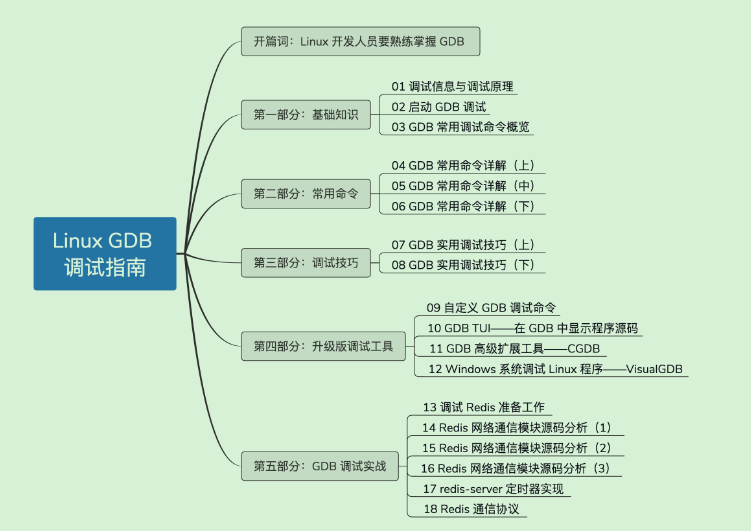 Linux GDB
调试指南
开篇词：Linux 开发人员要熟练掌握 GDB
第一部分：基础知识
01 调试信息与调试原理
02 启动 GDB 调试
03 GDB 常用调试命令概览
第二部分：常用命令
04 GDB 常用命令详解（上）
05 GDB 常用命令详解（中）
06 GDB 常用命令详解（下）
第三部分：调试技巧
07 GDB 实用调试技巧（上）
08 GDB 实用调试技巧（下）
第四部分：升级版调试工具
09 自定义 GDB 调试命令
10 GDB TUI——在 GDB 中显示程序源码
11 GDB 高级扩展工具——CGDB
12 Windows 系统调试 Linux 程序——VisualGDB
第五部分：GDB 调试实战
13 调试 Redis 准备工作
14 Redis 网络通信模块源码分析（1）
15 Redis 网络通信模块源码分析（2）
16 Redis 网络通信模块源码分析（3）
17 redis-server 定时器实现
18 Redis 通信协议